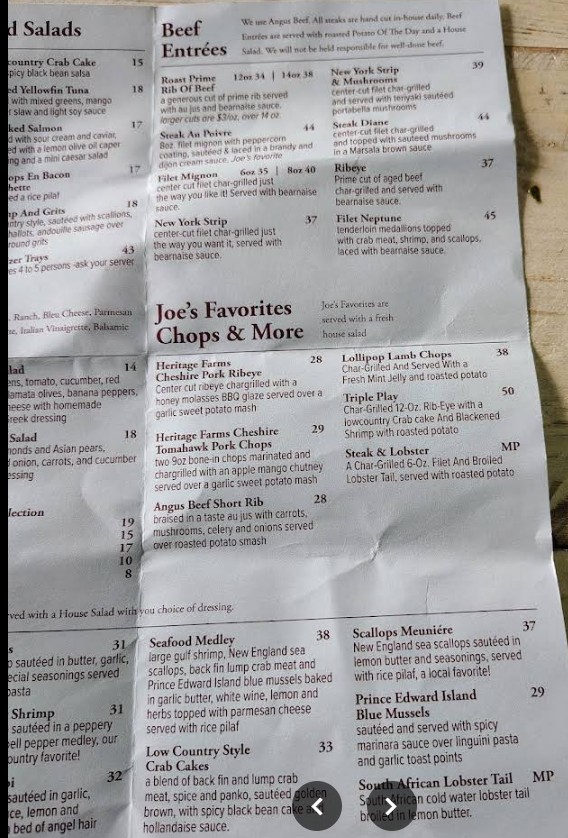 d Salads
country Crab Cake 15
spicy black bean salsa
ed Yellowfin Tuna 18
with mixed greens, mango
r slaw and light soy sauce
ked Salmon 17
d with sour cream and caviar,
ed with a lemon olive oil caper
ing and a mini caesar salad
ops En Bacon 17
hette
ed a rice pilaf
p And Grits 18
ntry style, sautéed with scallions,
hallots, andouille sausage over
round grits
zer Trays 43
es 4 to 5 persons -ask your server
, Ranch, Bleu Cheese, Parmesan
ne, Italian Vinaigrette, Balsamic
lad 14
ens, tomato, cucumber, red
lamata olives, banana peppers,
heese with homemade
reek dressing
Salad 18
monds and Asian pears,
d onion, carrots, and cucumber
essing
lection
19
15
17
10
8
rved with a House Salad with you choice of dressing.
s 31
o sautéed in butter, garlic,
ecial seasonings served
pasta
Shrimp 31
sautéed in a peppery
ell pepper medley, our
ountry favorite!
i 32
sautéed in garlic,
ce, lemon and
bed of angel hair
Beef
Entrées
We use Angus Beef. All steaks are hand cut in-house daily. Beef
Entrées are served with roasted Potato Of The Day and a House
Salad. We will not be held responsible for well-done beef.
Roast Prime 12oz 34 | 14oz 38
Rib Of Beef
a generous cut of prime rib served
with au jus and bearnaise sauce.
larger cuts are $3/oz. over 14 oz.
Steak Au Poivre 44
8oz. filet mignon with peppercorn
coating, sautéed & laced in a brandy and
dijon cream sauce. Joe's favorite
Filet Mignon 6oz 35 | 8oz 40
center cut filet char-grilled just
the way you like it! Served with bearnaise
sauce.
New York Strip 37
center-cut filet char-grilled just
the way you want it, served with
bearnaise sauce.
New York Strip 39
& Mushrooms
center-cut filet char-grilled
and served with teriyaki sautéed
portabella mushrooms
Steak Diane 44
center-cut filet char-grilled
and topped with sautéed mushrooms
in a Marsala brown sauce
Ribeye 37
Prime cut of aged beef
char-grilled and served with
bearnaise sauce.
Filet Neptune 45
tenderloin medallions topped
with crab meat, shrimp, and scallops,
laced with bearnaise sauce.
Joe's Favorites
Chops & More
Joe's Favorites are
served with a fresh
house salad
Heritage Farms 28
Cheshire Pork Ribeye
Center cut ribeye chargrilled with a
honey molasses BBQ glaze served over a
garlic sweet potato mash
Heritage Farms Cheshire 29
Tomahawk Pork Chops
two 9oz bone-in chops marinated and
chargrilled with an apple mango chutney
served over a garlic sweet potato mash
Angus Beef Short Rib 28
braised in a taste au jus with carrots,
mushrooms, celery and onions served
over roasted potato smash
Lollipop Lamb Chops 38
Char-Grilled And Served With a
Fresh Mint Jelly and roasted potato
Triple Play 50
Char-Grilled 12-Oz. Rib-Eye with a
lowcountry Crab cake And Blackened
Shrimp with roasted potato
Steak & Lobster MP
A Char-Grilled 6-Oz. Filet And Broiled
Lobster Tail, served with roasted potato
Seafood Medley 38
large gulf shrimp, New England sea
scallops, back fin lump crab meat and
Prince Edward Island blue mussels baked
in garlic butter, white wine, lemon and
herbs topped with parmesan cheese
served with rice pilaf
Low Country Style 33
Crab Cakes
a blend of back fin and lump crab
meat, spice and panko, sautéed golden
brown, with spicy black bean cake and
hollandaise sauce.
Scallops Meuniére 37
New England sea scallops sautéed in
lemon butter and seasonings, served
with rice pilaf, a local favorite!
Prince Edward Island 29
Blue Mussels
sautéed and served with spicy
marinara sauce over linguini pasta
and garlic toast points
South African Lobster Tail MP
South African cold water lobster tail
broiled in lemon butter.